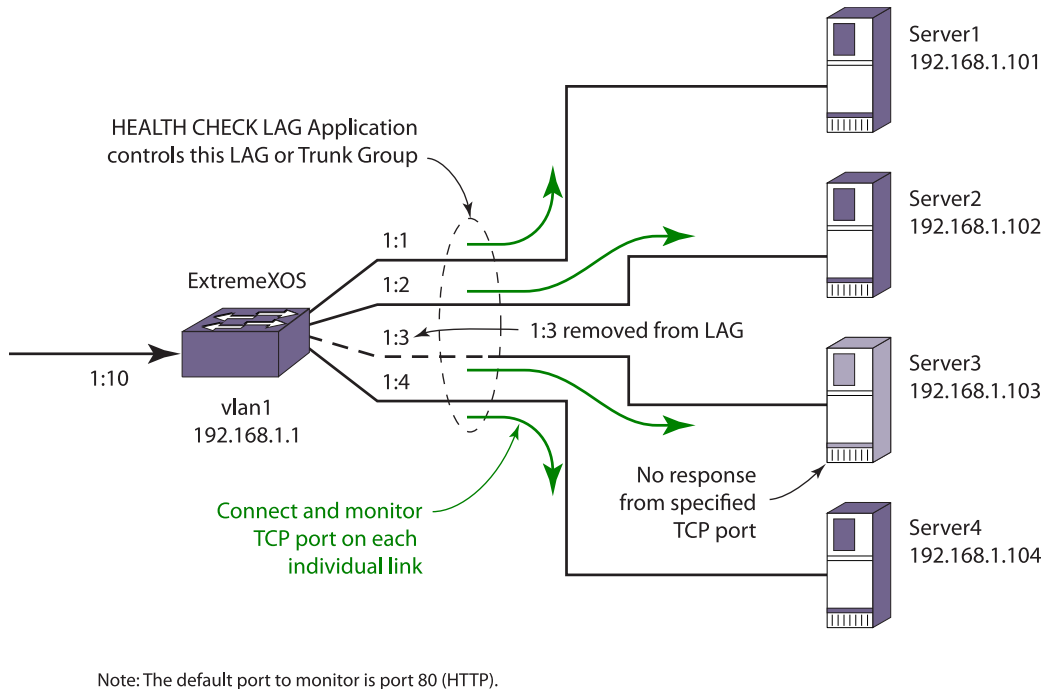 Server1
192.168.1.101
HEALTH CHECK LAG Application
controls this LAG or Trunk Group
Server2
192.168.1.102
1:1
ExtremeXOS
1:2
1:3
1:3 removed from LAG
Server3
192.168.1.103
1:10
1:4
vlan1
192.168.1.1
No response
from specified
TCP port
Connect and monitor
TCP port on each
individual link
Server4
192.168.1.104
Note: The default port to monitor is port 80 (HTTP).